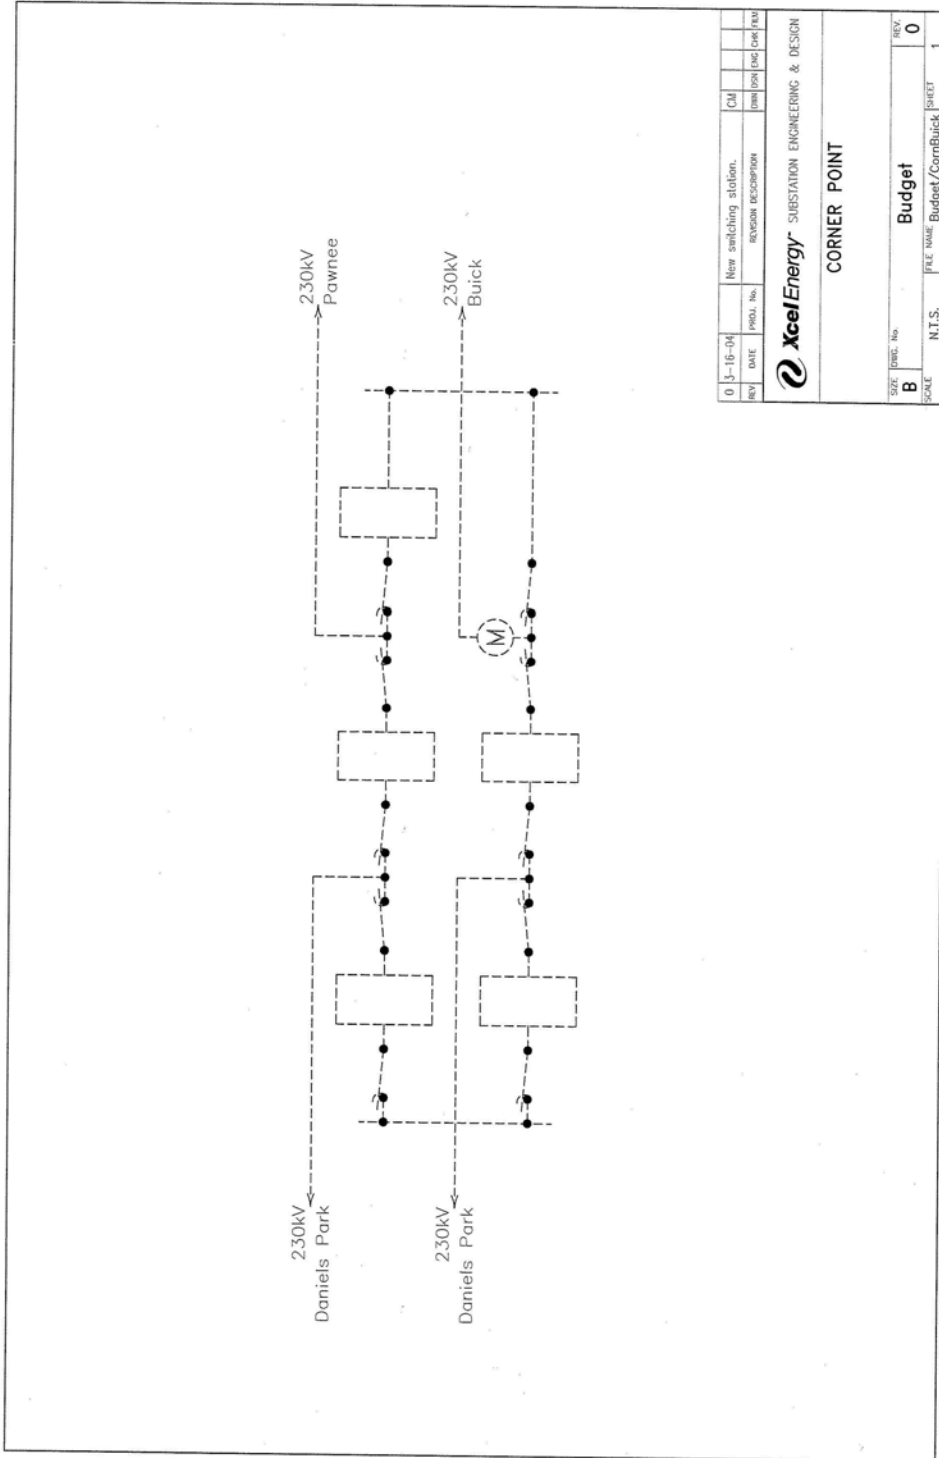 230kV
Pawnee
230kV
Buick
230kV
Daniels Park
230kV
Daniels Park
M
0 3-16-04 New switching station. CM
REV DATE PROJ. No. REVISION DESCRIPTION DWN DSN ENG CHK FILM
XcelEnergy SUBSTATION ENGINEERING & DESIGN
CORNER POINT
SIZE DWG. No. REV.
B Budget 0
SCALE N.T.S. FILE NAME Budget/CornBuick SHEET 1